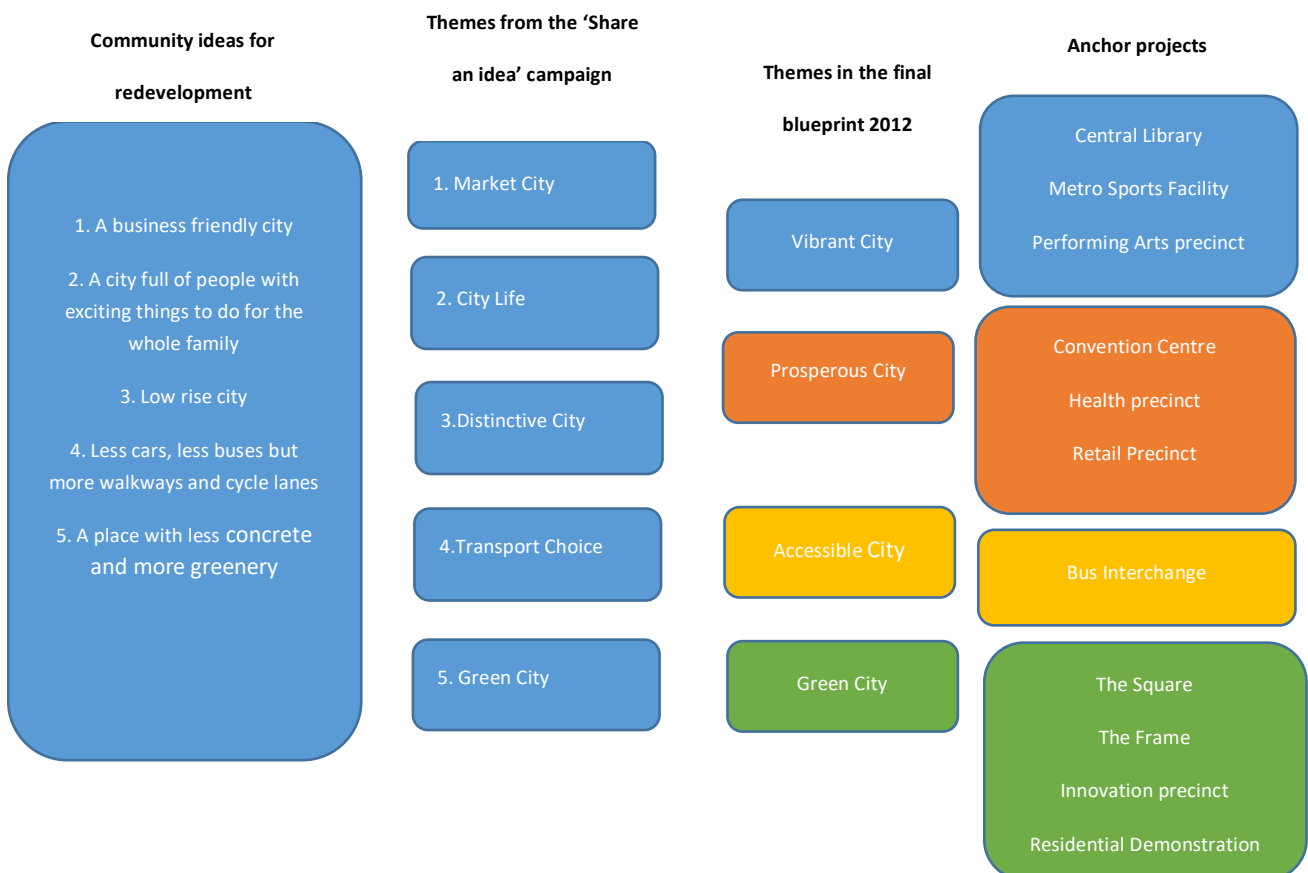 Community ideas for
redevelopment
1. A business friendly city
2. A city full of people with
exciting things to do for the
whole family
3. Low rise city
4. Less cars, less buses but
more walkways and cycle lanes
5. A place with less concrete
and more greenery
Themes from the ‘Share
an idea’ campaign
1. Market City
2. City Life
3.Distinctive City
4.Transport Choice
5. Green City
Themes in the final
blueprint 2012
Vibrant City
Prosperous City
Accessible City
Green City
Anchor projects
Central Library
Metro Sports Facility
Performing Arts precinct
Convention Centre
Health precinct
Retail Precinct
Bus Interchange
The Square
The Frame
Innovation precinct
Residential Demonstration